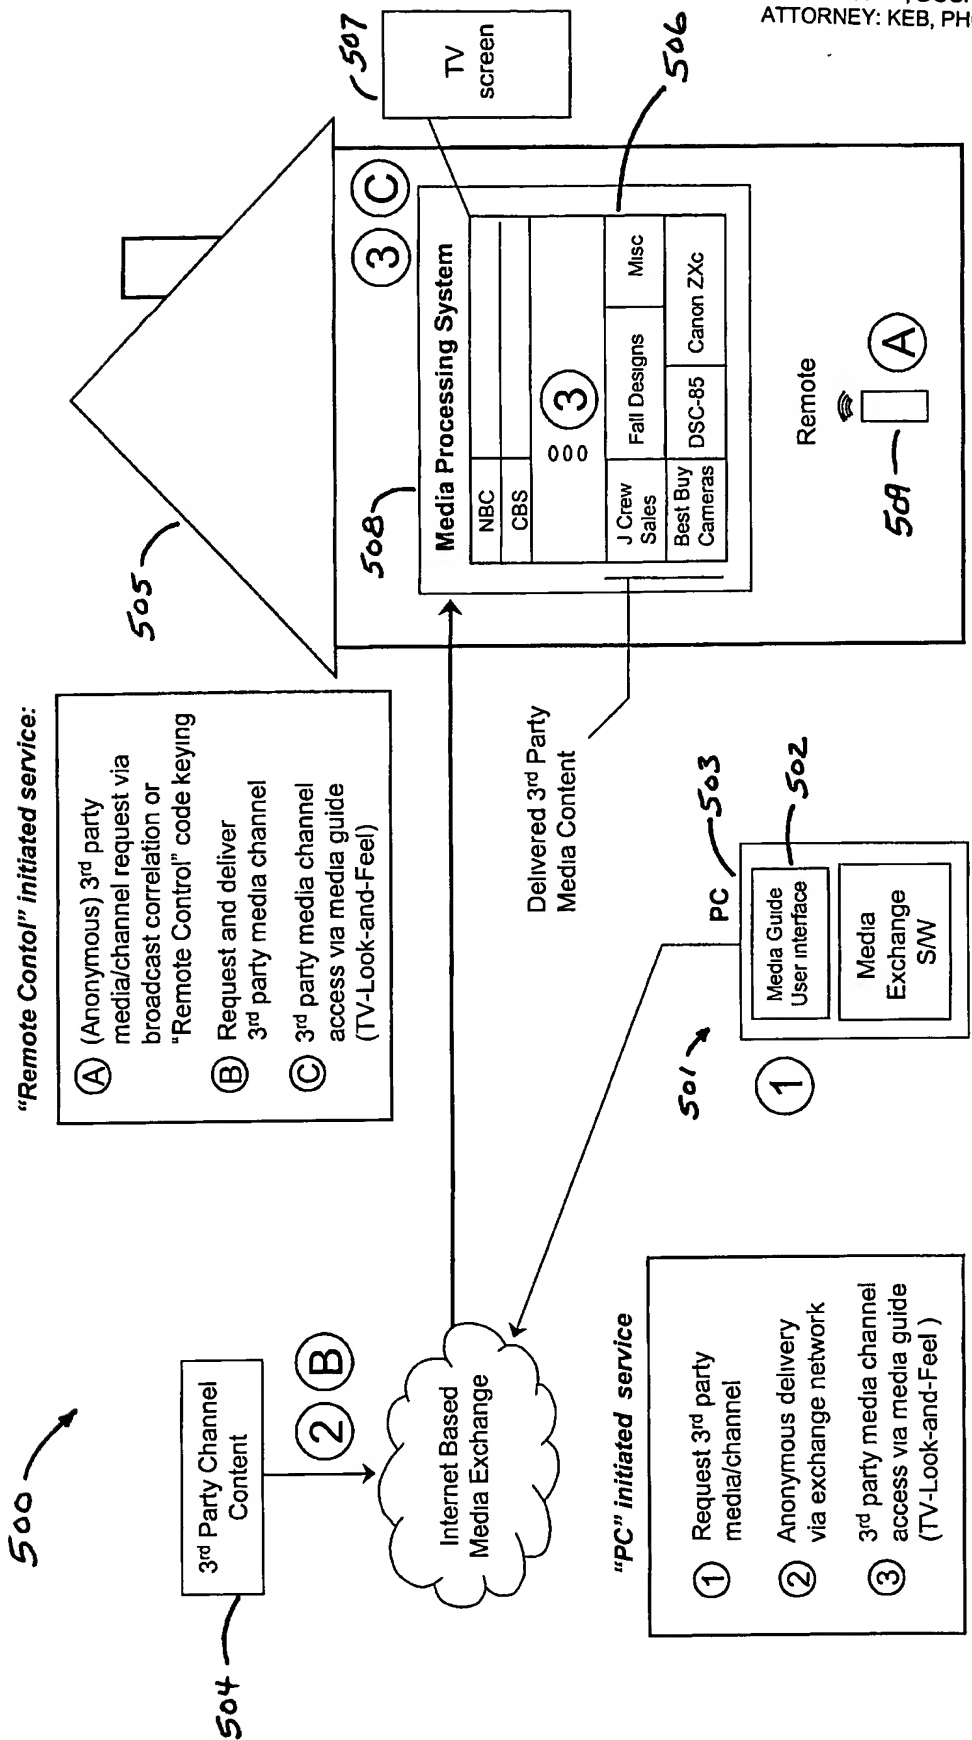 ATTORNEY: KEB, PH
500
504
3rd Party Channel
Content
2
B
Internet Based
Media Exchange
"PC" initiated service
1 Request 3rd party
media/channel
2 Anonymous delivery
via exchange network
3 3rd party media channel
access via media guide
(TV-Look-and-Feel )
"Remote Contol" initiated service:
A (Anonymous) 3rd party
media/channel request via
broadcast correlation or
"Remote Control" code keying
B Request and deliver
3rd party media channel
C 3rd party media channel
access via media guide
(TV-Look-and-Feel)
501
1
PC
503
502
Media Guide
User interface
Media
Exchange
S/W
Delivered 3rd Party
Media Content
505
508
3
C
Media Processing System
NBC
CBS
3
J Crew
Sales
Fall Designs
Misc
Best Buy
Cameras
DSC-85
Canon ZXc
507
TV
screen
506
Remote
509
A